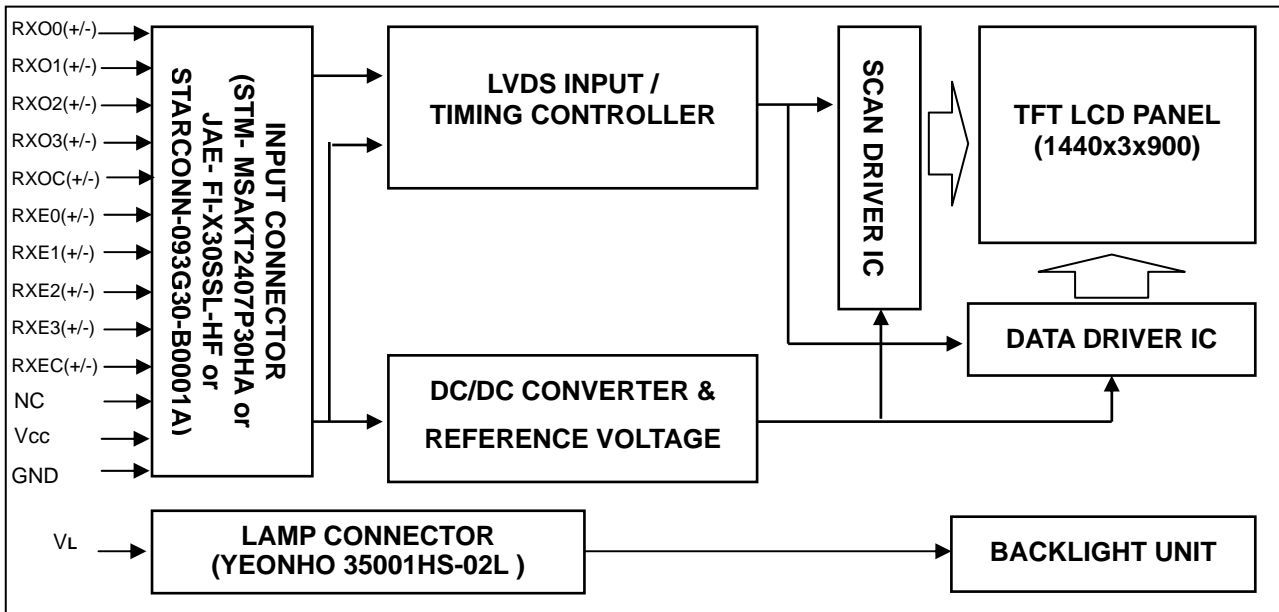 RXO0(+/-)
RXO1(+/-)
RXO2(+/-)
RXO3(+/-)
RXOC(+/-)
RXE0(+/-)
RXE1(+/-)
RXE2(+/-)
RXE3(+/-)
RXEC(+/-)
NC
Vcc
GND
INPUT CONNECTOR
(STM- MSAKT2407P30HA or
JAE- FI-X30SSL-HF or
STARCONN-093G30-B0001A)
LVDS INPUT /
TIMING CONTROLLER
SCAN DRIVER IC
TFT LCD PANEL
(1440x3x900)
DATA DRIVER IC
DC/DC CONVERTER &
REFERENCE VOLTAGE
VL
LAMP CONNECTOR
(YEONHO 35001HS-02L )
BACKLIGHT UNIT